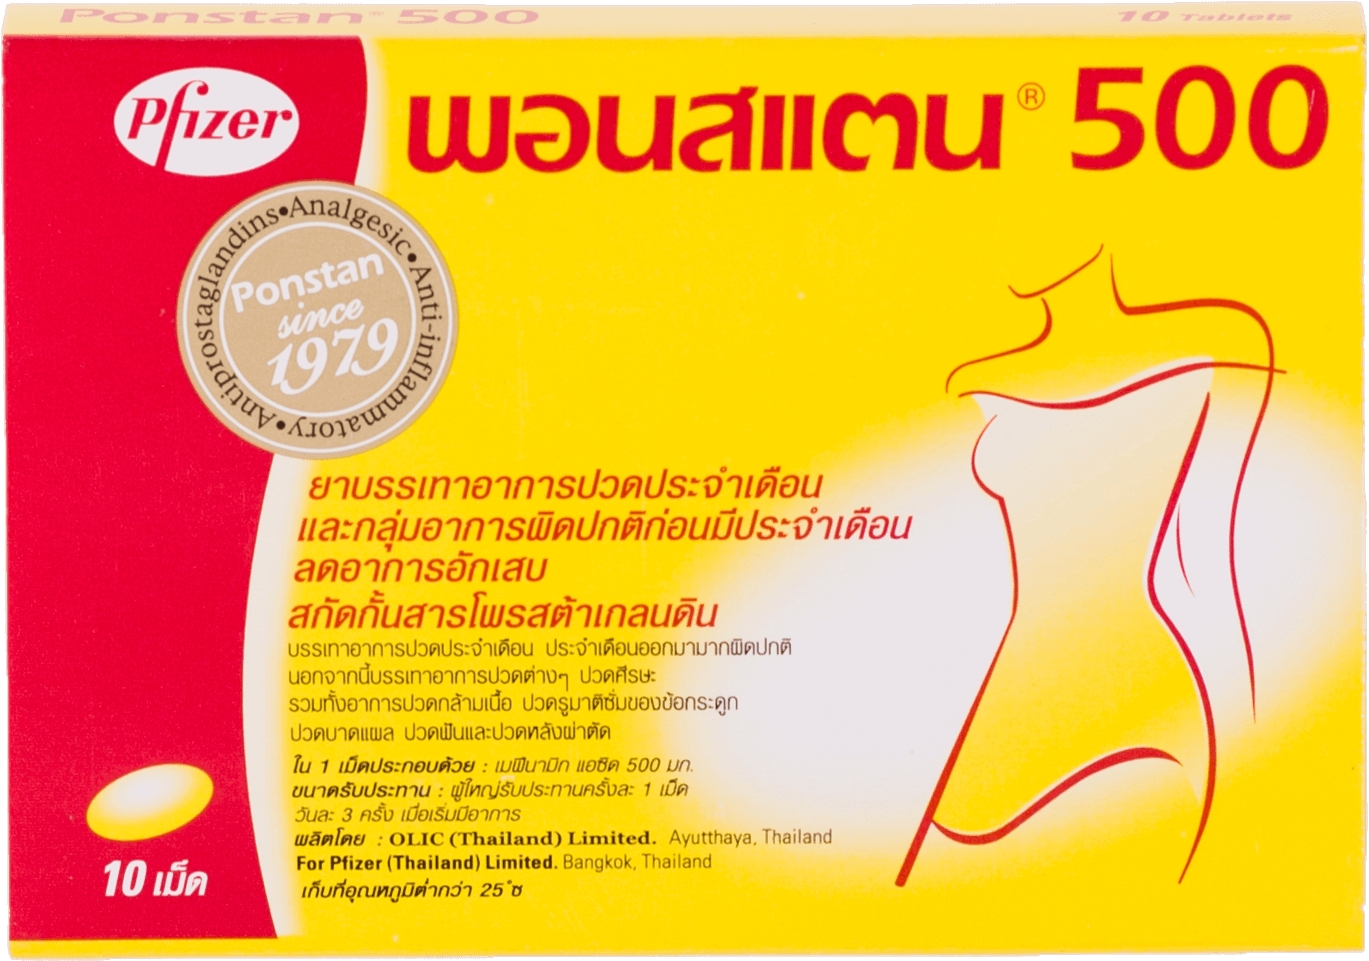 Ponstan® 500
10 Tablets
Pfizer
พอนสแตน® 500
Antiprostaglandins•Analgesic•Anti-inflammatory•
Ponstan
since
1979
ยาบรรเทาอาการปวดประจำเดือน
และกลุ่มอาการผิดปกติก่อนมีประจำเดือน
ลดอาการอักเสบ
สกัดกั้นสารโพรสต้าเกลนดิน
บรรเทาอาการปวดประจำเดือน ประจำเดือนออกมามากผิดปกติ
นอกจากนี้บรรเทาอาการปวดต่างๆ ปวดศีรษะ
รวมทั้งอาการปวดกล้ามเนื้อ ปวดรูมาติซั่มของข้อกระดูก
ปวดบาดแผล ปวดฟันและปวดหลังผ่าตัด
ใน 1 เม็ดประกอบด้วย : เมฟีนามิก แอซิด 500 มก.
ขนาดรับประทาน : ผู้ใหญ่รับประทานครั้งละ 1 เม็ด
วันละ 3 ครั้ง เมื่อเริ่มมีอาการ
ผลิตโดย : OLIC (Thailand) Limited. Ayutthaya, Thailand
For Pfizer (Thailand) Limited. Bangkok, Thailand
เก็บที่อุณหภูมิต่ำกว่า 25 ํซ
10 เม็ด